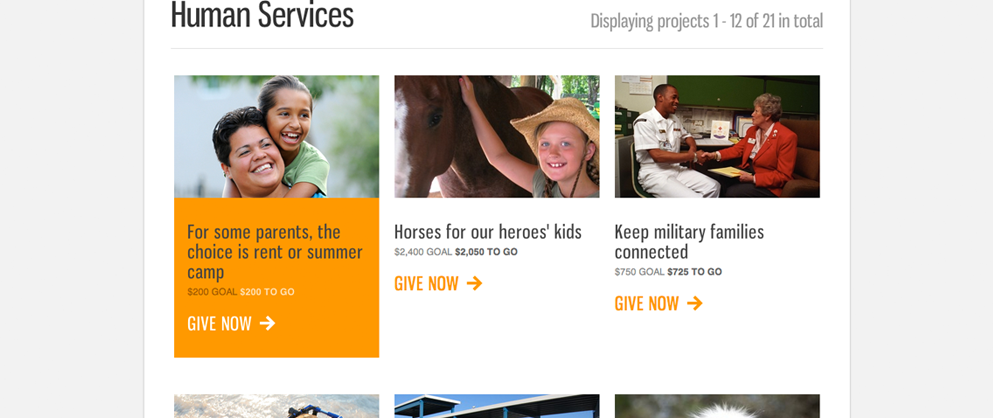 Human Services
Displaying projects 1 - 12 of 21 in total
For some parents, the
choice is rent or summer
camp
$200 GOAL $200 TO GO
GIVE NOW →
Horses for our heroes' kids
$2,400 GOAL $2,050 TO GO
GIVE NOW →
Keep military families
connected
$750 GOAL $725 TO GO
GIVE NOW →